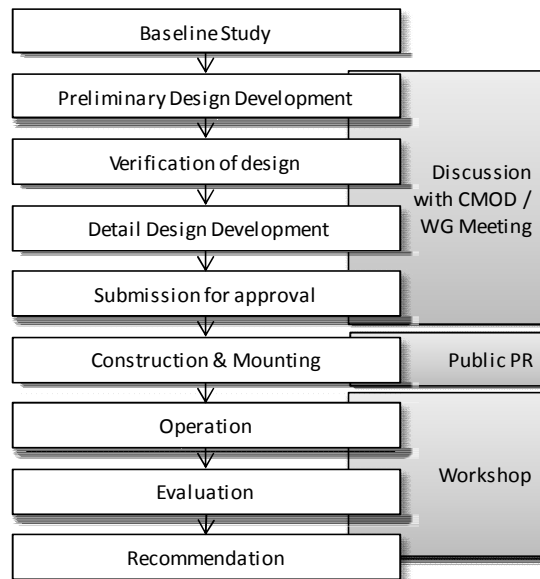 Baseline Study
Preliminary Design Development
Verification of design
Detail Design Development
Submission for approval
Discussion
with CMOD /
WG Meeting
Construction & Mounting
Public PR
Operation
Evaluation
Recommendation
Workshop